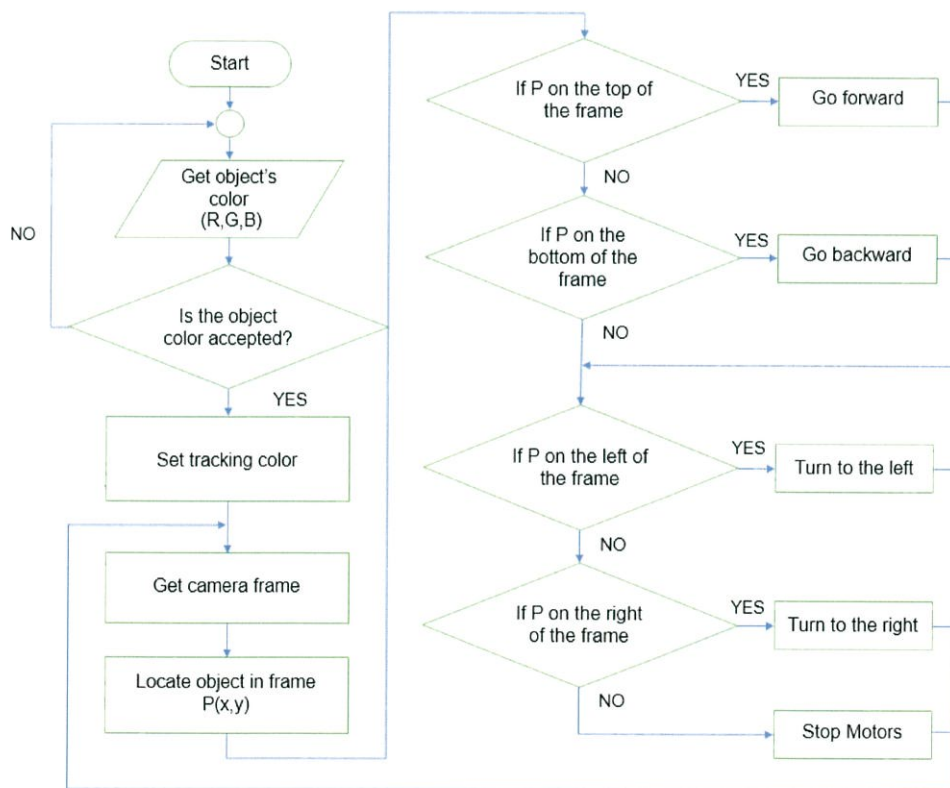 Start
Get object's
color
(R,G,B)
NO
Is the object
color accepted?
YES
Set tracking color
Get camera frame
Locate object in frame
P(x,y)
If P on the top of
the frame
YES
Go forward
NO
If P on the
bottom of the
frame
YES
Go backward
NO
If P on the left of
the frame
YES
Turn to the left
NO
If P on the right
of the frame
YES
Turn to the right
NO
Stop Motors